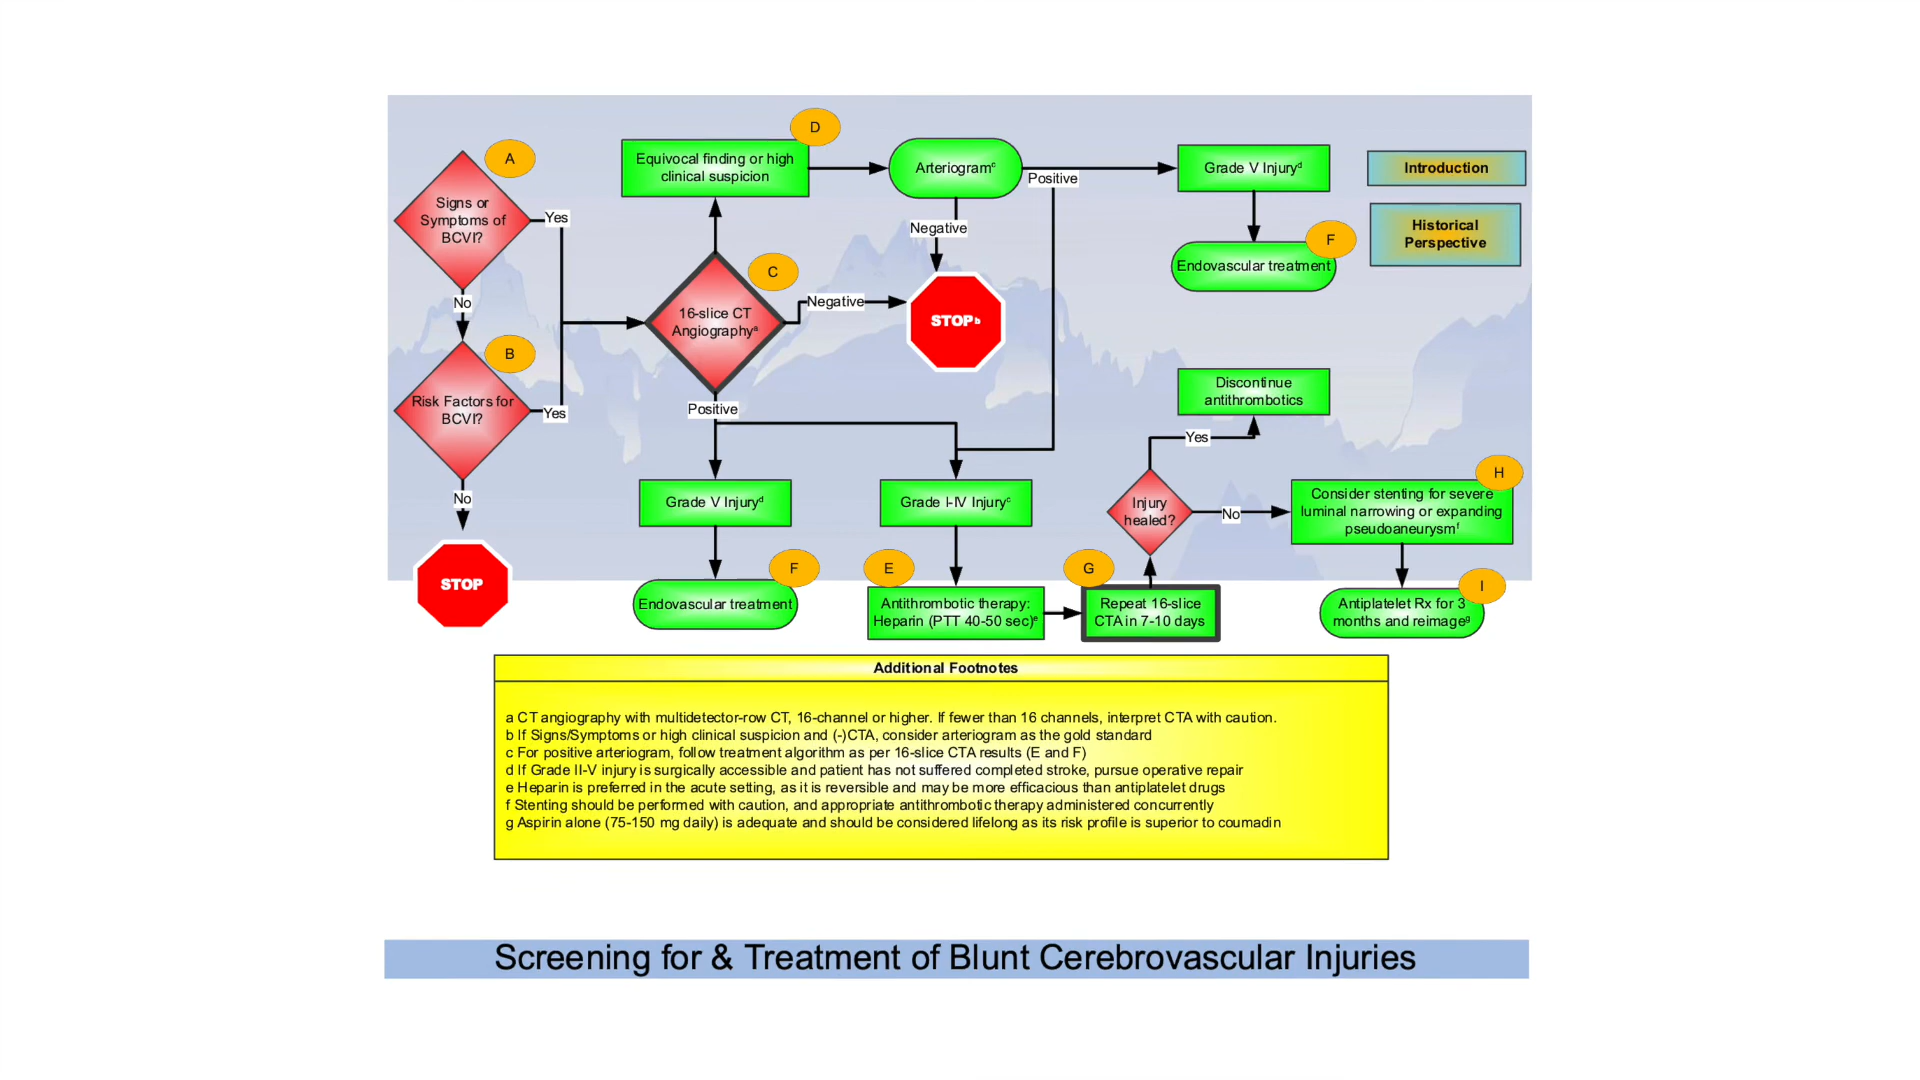 A
Signs or
Symptoms of
BCVI?
Yes
No
B
Risk Factors for
BCVI?
Yes
No
STOP
D
Equivocal finding or high
clinical suspicion
C
16-slice CT
Angiographyᵃ
Negative
Positive
Arteriogramᶜ
Positive
Negative
STOPᵇ
Grade V Injuryᵈ
F
Endovascular treatment
Introduction
Historical
Perspective
Grade V Injuryᵈ
F
Endovascular treatment
Grade I-IV Injuryᶜ
E
Antithrombotic therapy:
Heparin (PTT 40-50 sec)ᵉ
G
Repeat 16-slice
CTA in 7-10 days
Injury
healed?
Yes
Discontinue
antithrombotics
No
H
Consider stenting for severe
luminal narrowing or expanding
pseudoaneurysmᶠ
I
Antiplatelet Rx for 3
months and reimageᵍ
Additional Footnotes
a CT angiography with multidetector-row CT, 16-channel or higher. If fewer than 16 channels, interpret CTA with caution.
b If Signs/Symptoms or high clinical suspicion and (-)CTA, consider arteriogram as the gold standard
c For positive arteriogram, follow treatment algorithm as per 16-slice CTA results (E and F)
d If Grade II-V injury is surgically accessible and patient has not suffered completed stroke, pursue operative repair
e Heparin is preferred in the acute setting, as it is reversible and may be more efficacious than antiplatelet drugs
f Stenting should be performed with caution, and appropriate antithrombotic therapy administered concurrently
g Aspirin alone (75-150 mg daily) is adequate and should be considered lifelong as its risk profile is superior to coumadin
Screening for & Treatment of Blunt Cerebrovascular Injuries